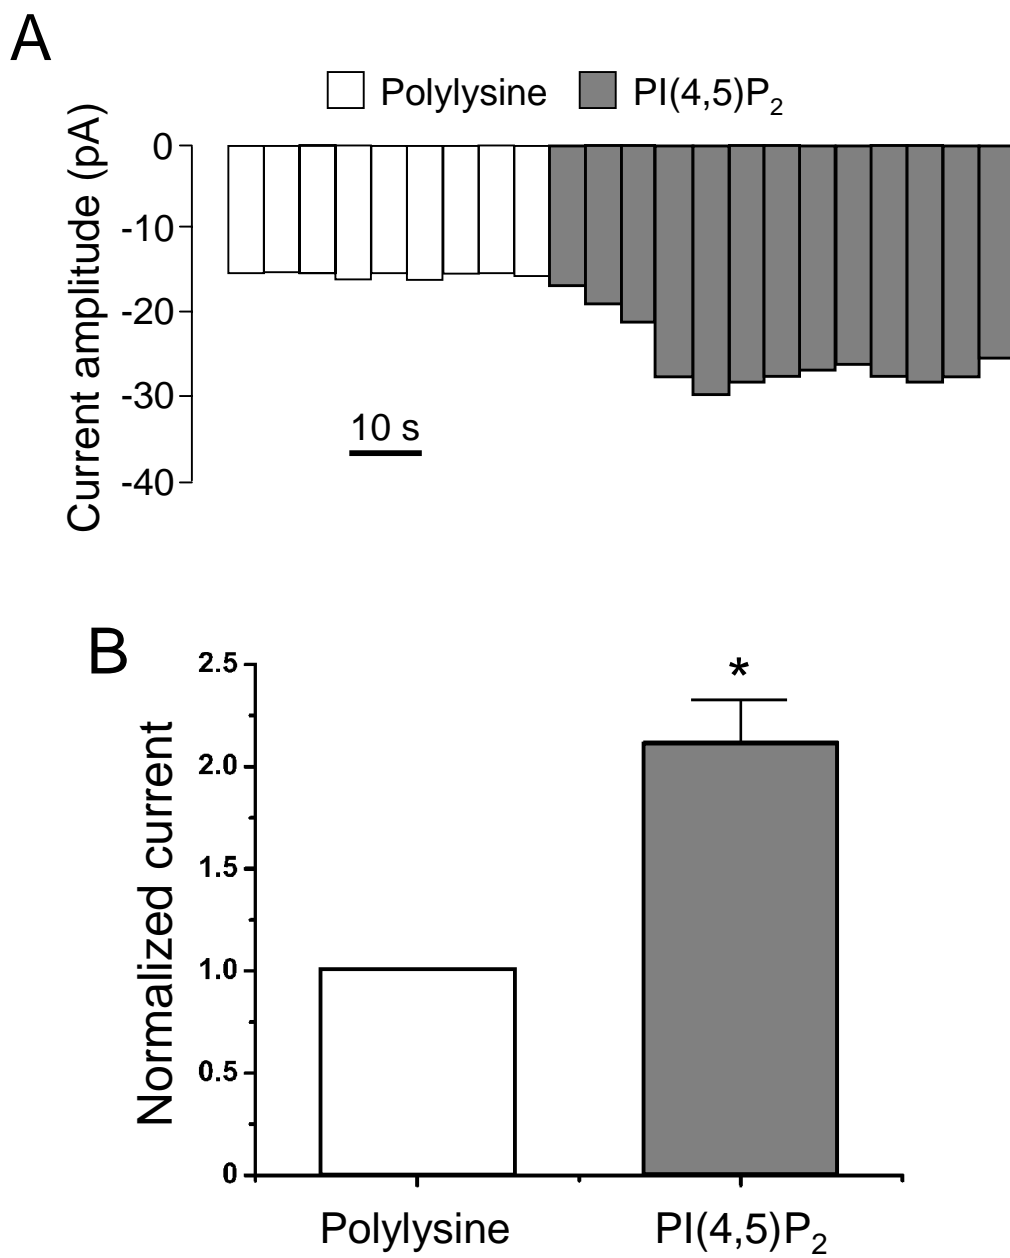 A
Polylysine PI(4,5)P₂
Current amplitude (pA)
0
-10
-20
-30
-40
10 s
B
*
Normalized current
2.5
2.0
1.5
1.0
0.5
0
Polylysine PI(4,5)P₂